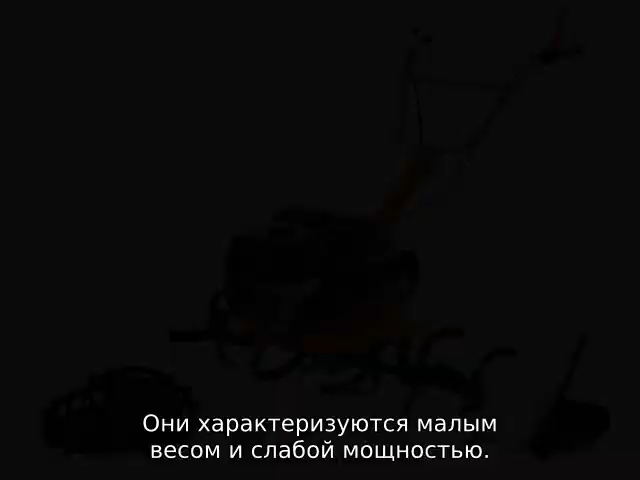 Они характеризуются малым
весом и слабой мощностью.